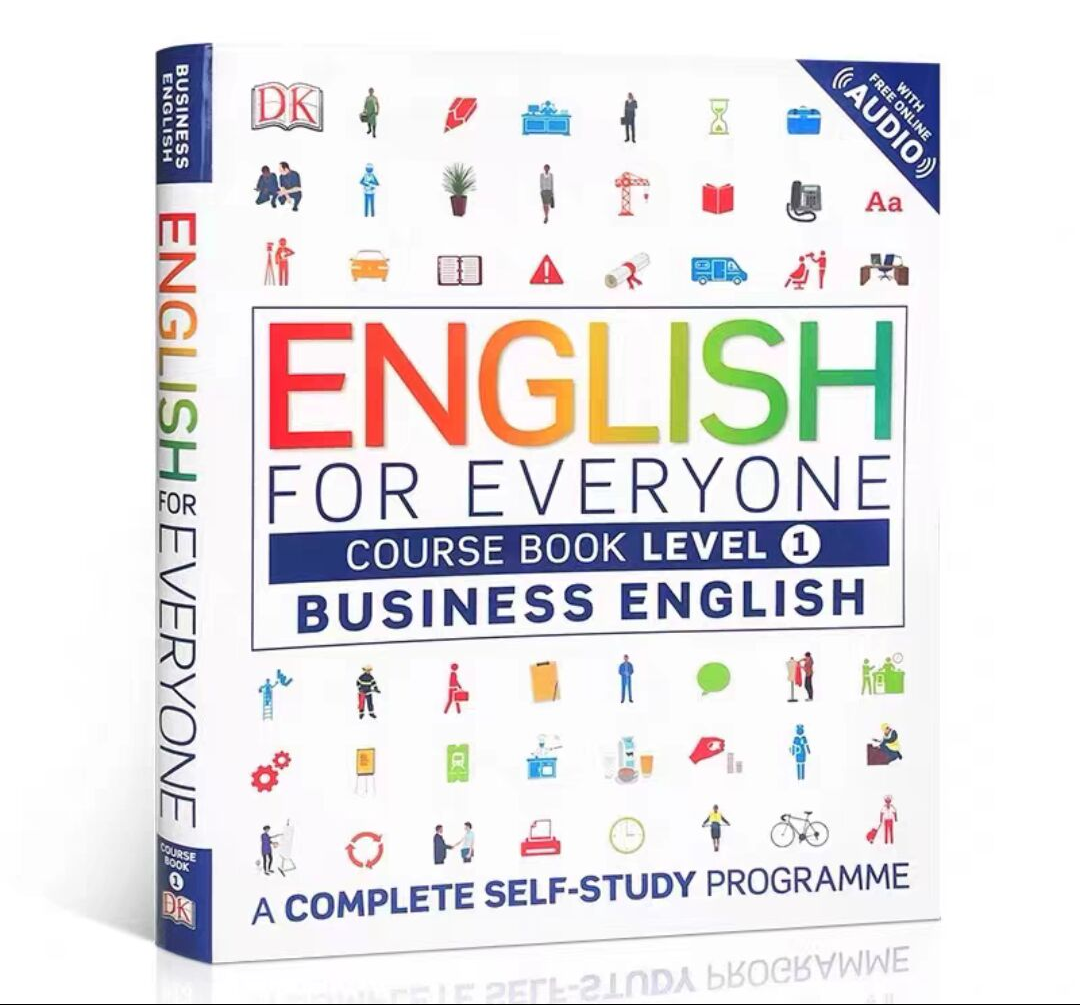 BUSINESS
ENGLISH
ENGLISH
FOR EVERYONE
COURSE
BOOK
1
DK
DK
WITH
FREE ONLINE
AUDIO
Aa
ENGLISH
FOR EVERYONE
COURSE BOOK LEVEL 1
BUSINESS ENGLISH
A COMPLETE SELF-STUDY PROGRAMME